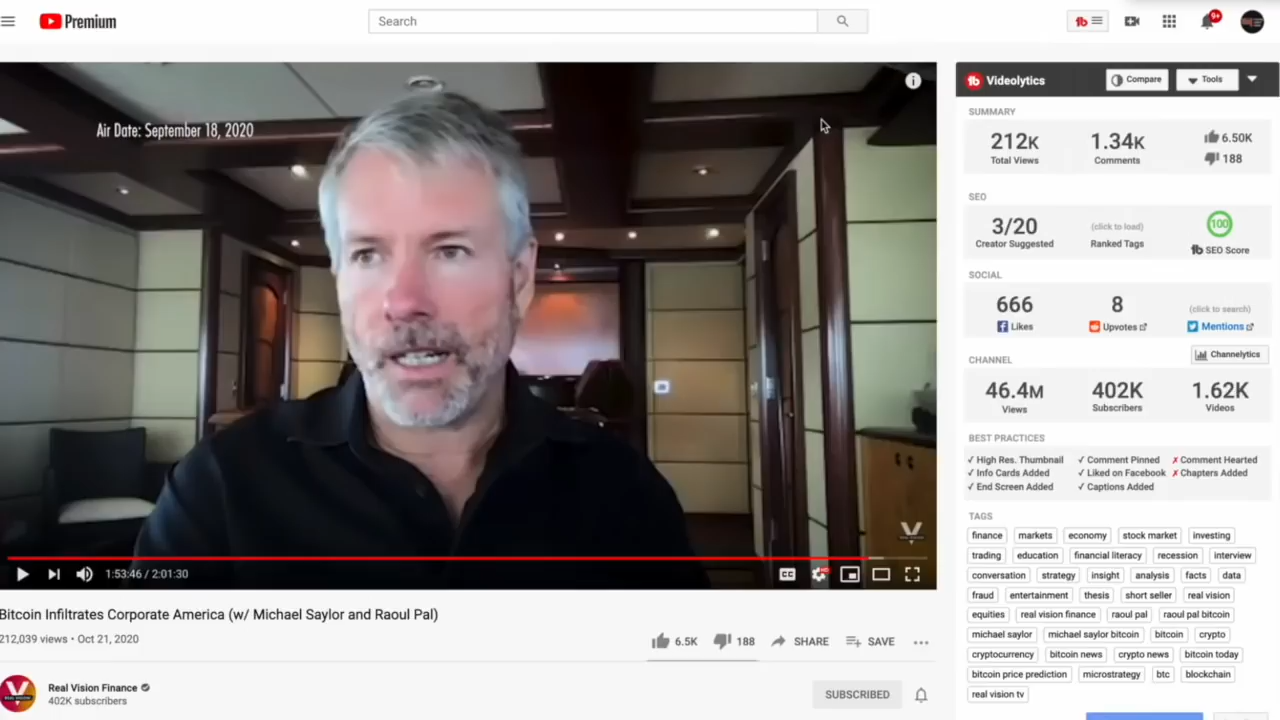 Premium
Search
9+
Air Date: September 18, 2020
REAL VISION
CC
HD
1:53:46 / 2:01:30
Bitcoin Infiltrates Corporate America (w/ Michael Saylor and Raoul Pal)
212,039 views • Oct 21, 2020
6.5K
188
SHARE
SAVE
Real Vision Finance
402K subscribers
SUBSCRIBED
Videolytics
Compare
Tools
SUMMARY
212K
1.34K
6.50K
188
Total Views
Comments
SEO
3/20
(click to load)
100
Creator Suggested
Ranked Tags
SEO Score
SOCIAL
666
8
(click to search)
Likes
Upvotes
Mentions
CHANNEL
Channelytics
46.4M
402K
1.62K
Views
Subscribers
Videos
BEST PRACTICES
✓ High Res. Thumbnail ✓ Comment Pinned ✗ Comment Hearted
✓ Info Cards Added ✓ Liked on Facebook ✗ Chapters Added
✓ End Screen Added ✓ Captions Added
TAGS
finance markets economy stock market investing
trading education financial literacy recession interview
conversation strategy insight analysis facts data
fraud entertainment thesis short seller real vision
equities real vision finance raoul pal raoul pal bitcoin
michael saylor michael saylor bitcoin bitcoin crypto
cryptocurrency bitcoin news crypto news bitcoin today
bitcoin price prediction microstrategy btc blockchain
real vision tv